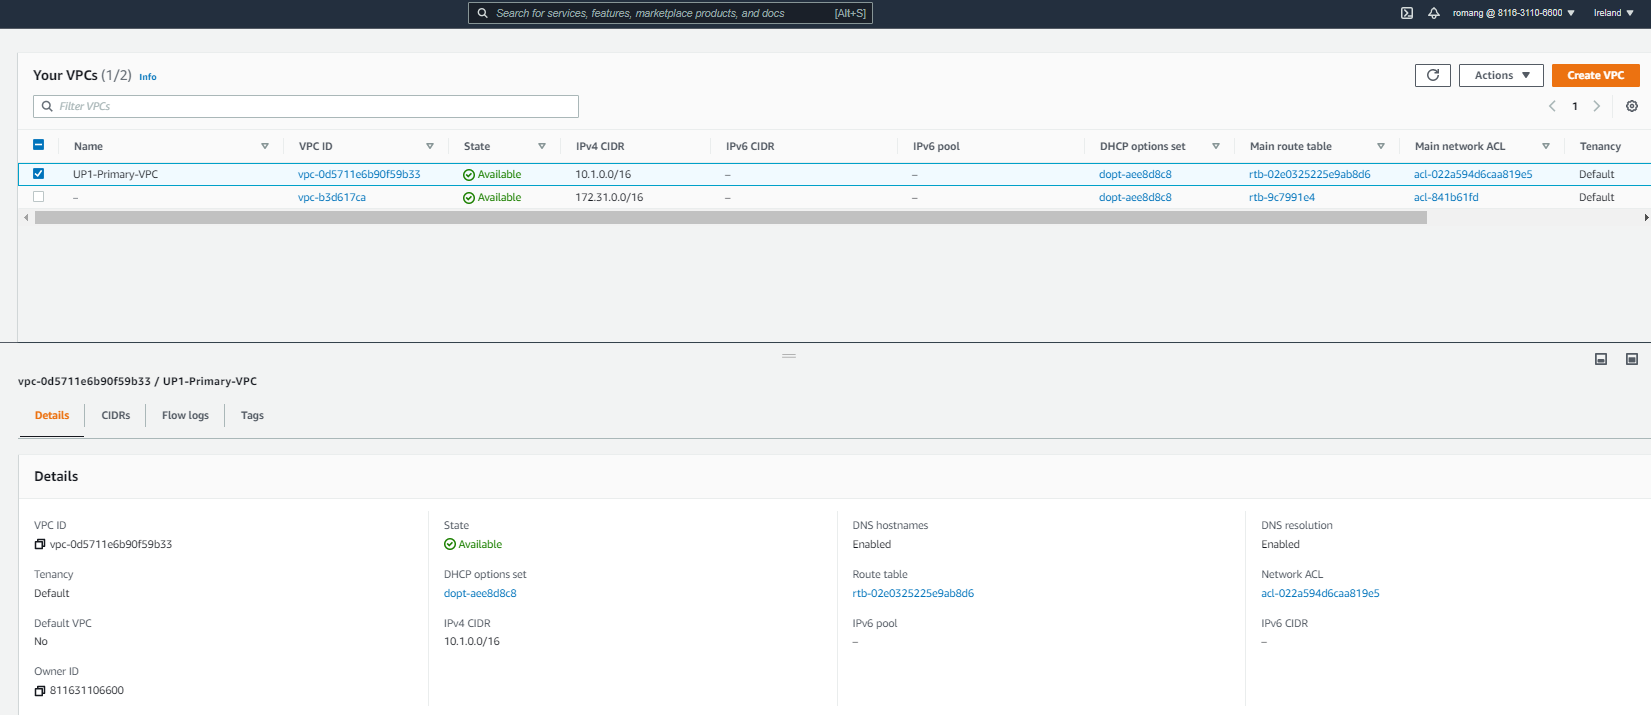 Search for services, features, marketplace products, and docs [Alt+S] romang @ 8116-3110-6600 Ireland
Your VPCs (1/2) Info
Actions Create VPC
Filter VPCs
1
Name VPC ID State IPv4 CIDR IPv6 CIDR IPv6 pool DHCP options set Main route table Main network ACL Tenancy
UP1-Primary-VPC vpc-0d5711e6b90f59b33 Available 10.1.0.0/16 – – dopt-aee8d8c8 rtb-02e0325225e9ab8d6 acl-022a594d6caa819e5 Default
– vpc-b3d617ca Available 172.31.0.0/16 – – dopt-aee8d8c8 rtb-9c7991e4 acl-841b61fd Default
vpc-0d5711e6b90f59b33 / UP1-Primary-VPC
Details CIDRs Flow logs Tags
Details
VPC ID State DNS hostnames DNS resolution
vpc-0d5711e6b90f59b33 Available Enabled Enabled
Tenancy DHCP options set Route table Network ACL
Default dopt-aee8d8c8 rtb-02e0325225e9ab8d6 acl-022a594d6caa819e5
Default VPC IPv4 CIDR IPv6 pool IPv6 CIDR
No 10.1.0.0/16 – –
Owner ID
811631106600